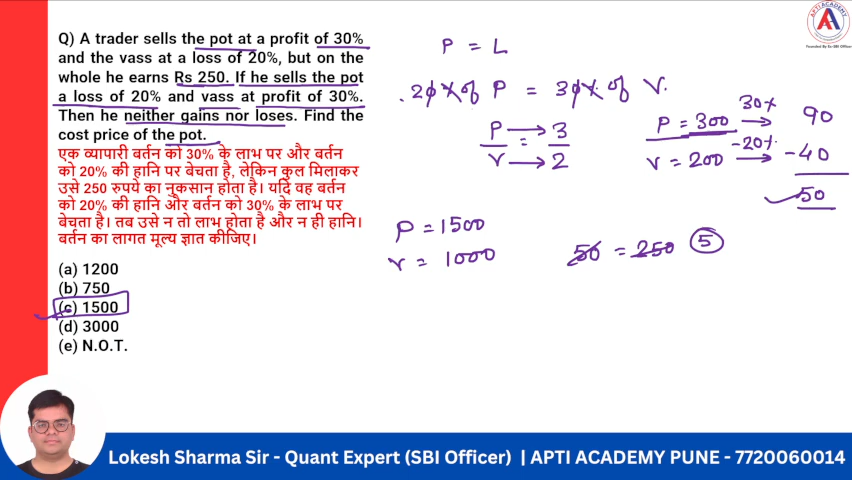 Q) A trader sells the pot at a profit of 30%
and the vass at a loss of 20%, but on the
whole he earns Rs 250. If he sells the pot
a loss of 20% and vass at profit of 30%.
Then he neither gains nor loses. Find the
cost price of the pot.
एक व्यापारी बर्तन को 30% के लाभ पर और बर्तन
को 20% की हानि पर बेचता है, लेकिन कुल मिलाकर
उसे 250 रुपये का नुकसान होता है। यदि वह बर्तन
को 20% की हानि और बर्तन को 30% के लाभ पर
बेचता है। तब उसे न तो लाभ होता है और न ही हानि।
बर्तन का लागत मूल्य ज्ञात कीजिए।
(a) 1200
(b) 750
(c) 1500
(d) 3000
(e) N.O.T.
P = L
20% of P = 30% of V.
P → 3
V → 2
P = 300 30% → 90
V = 200 -20% → -40
50
P = 1500
V = 1000
50 = 250 5
APTI ACADEMY
Founded By Ex-SBI Officer
Lokesh Sharma Sir - Quant Expert (SBI Officer) | APTI ACADEMY PUNE - 7720060014